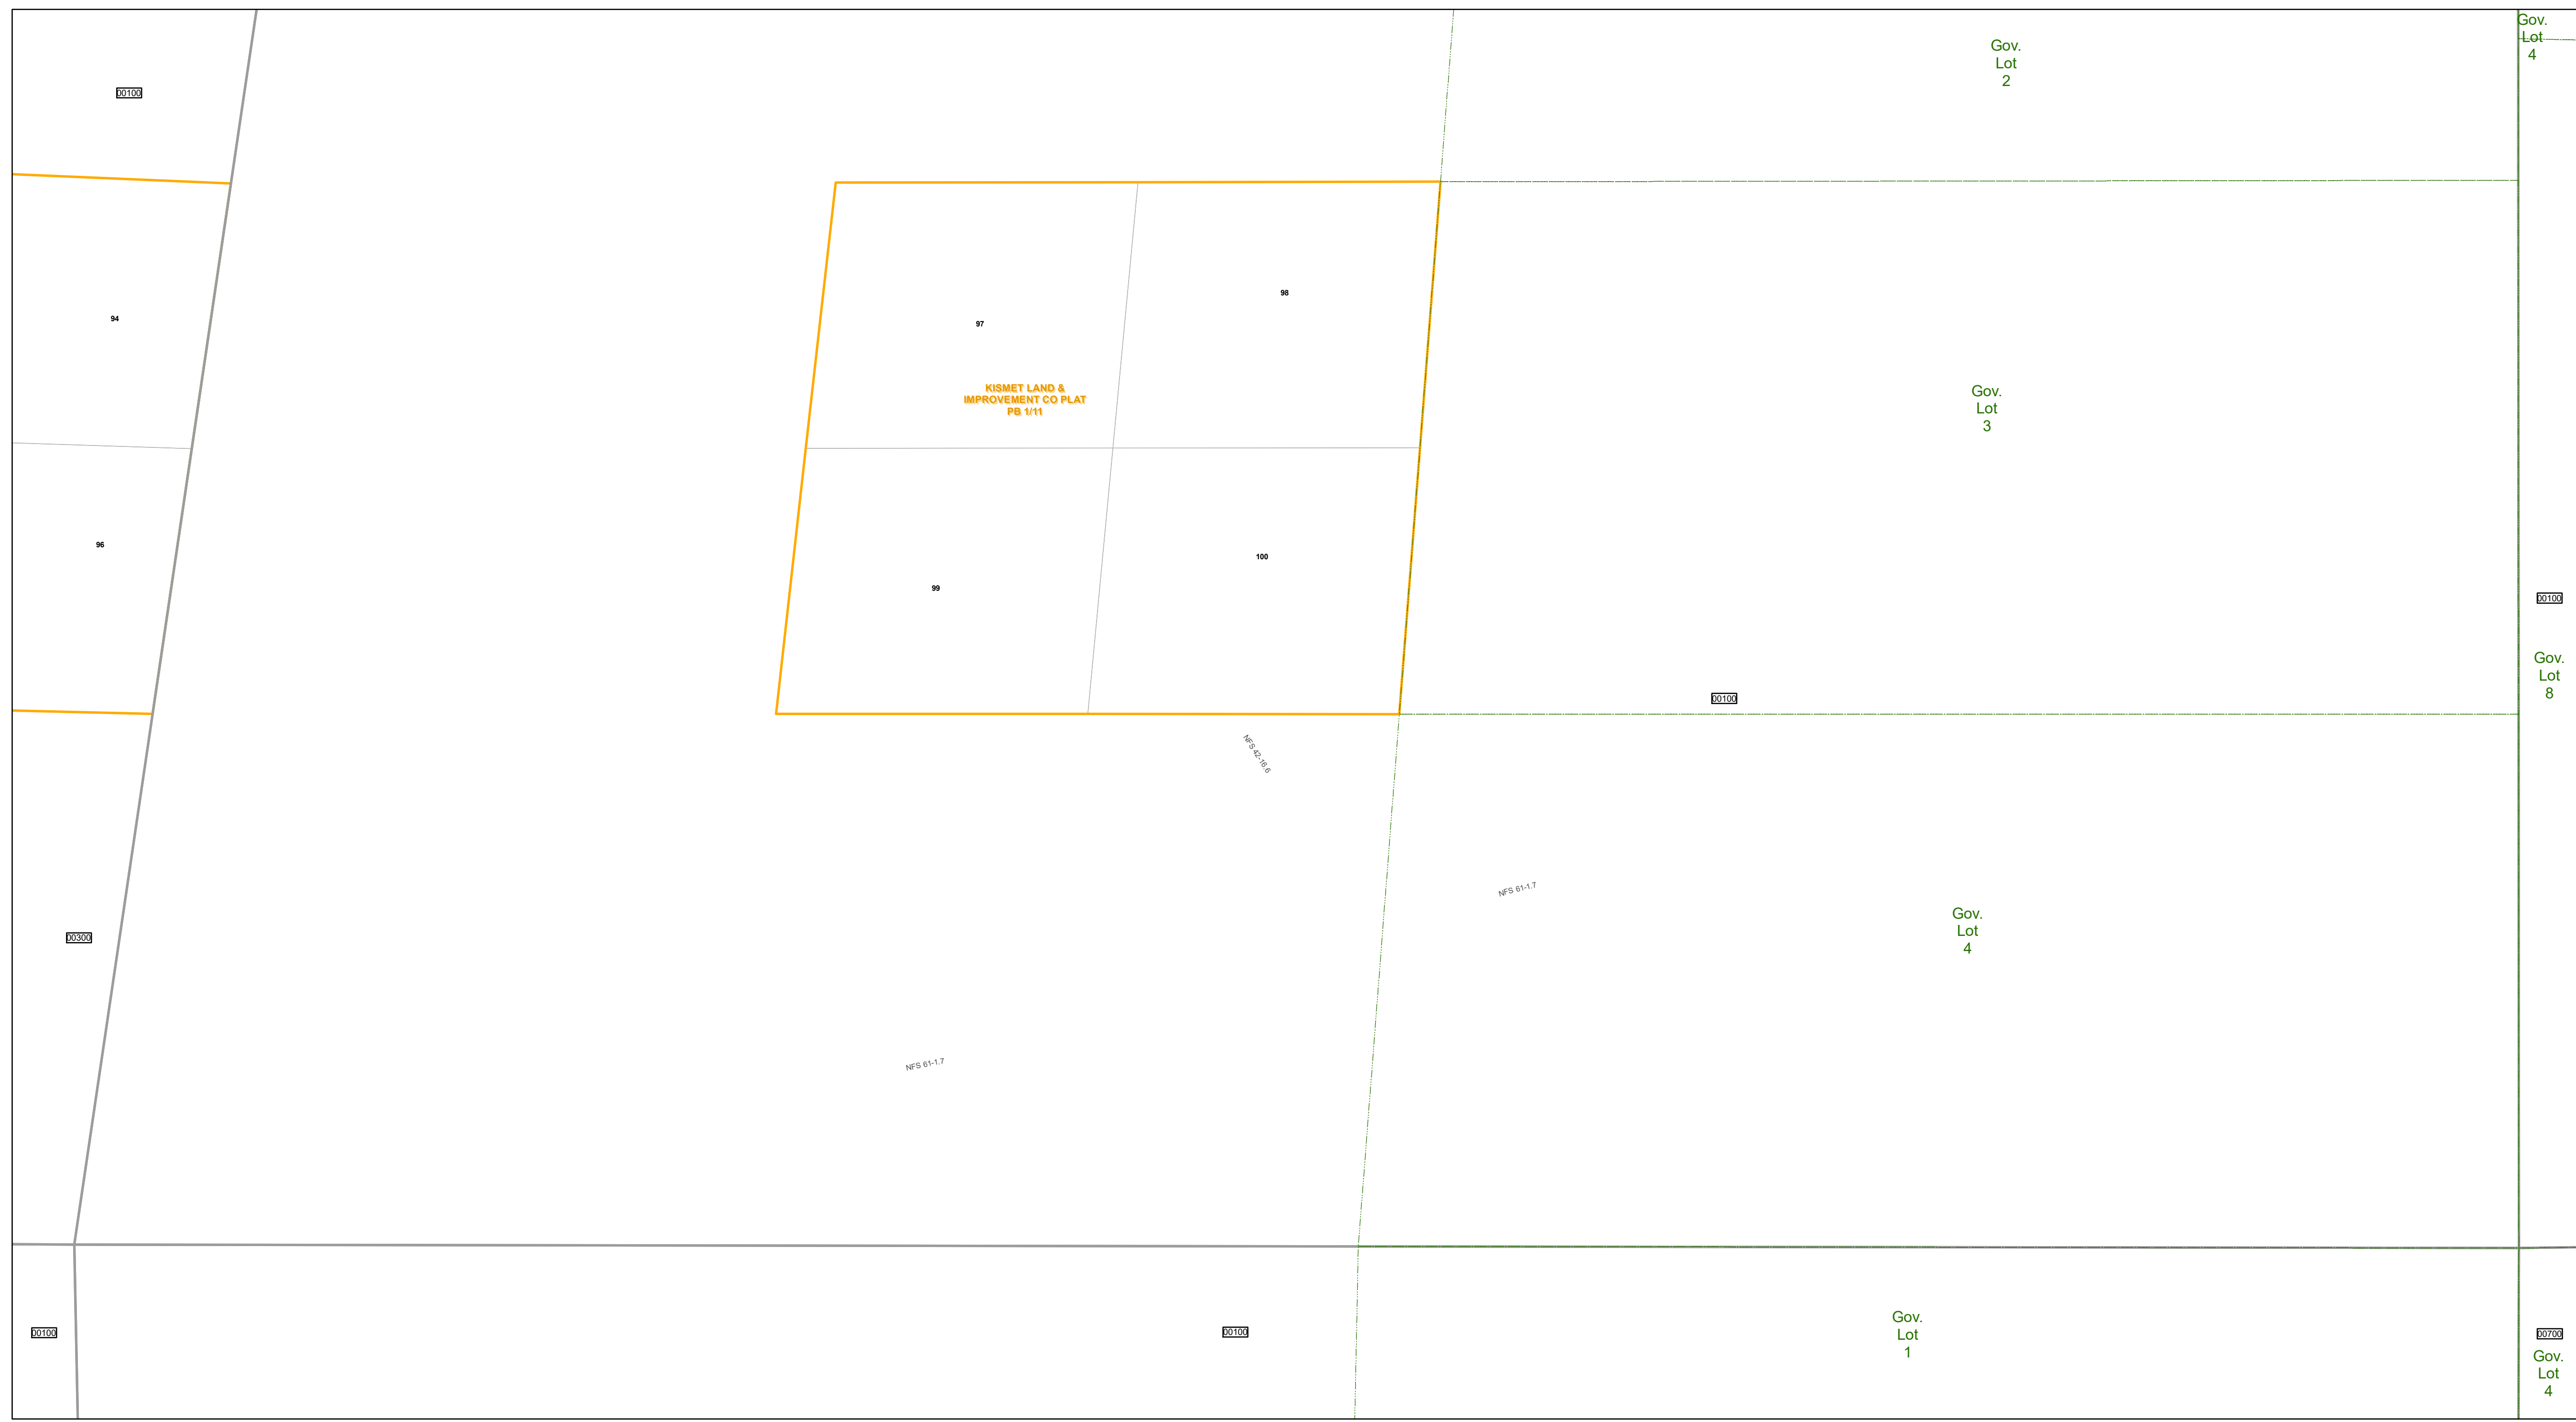 Gov.
Lot
4
Gov.
Lot
2
00100
98
94
97
KISMET LAND &
IMPROVEMENT CO PLAT
PB 1/11
Gov.
Lot
3
96
100
99
00100
Gov.
Lot
8
00100
NFS 42-16.6
NFS 61-1.7
Gov.
Lot
4
00300
NFS 61-1.7
Gov.
Lot
1
00100
00100
00700
Gov.
Lot
4